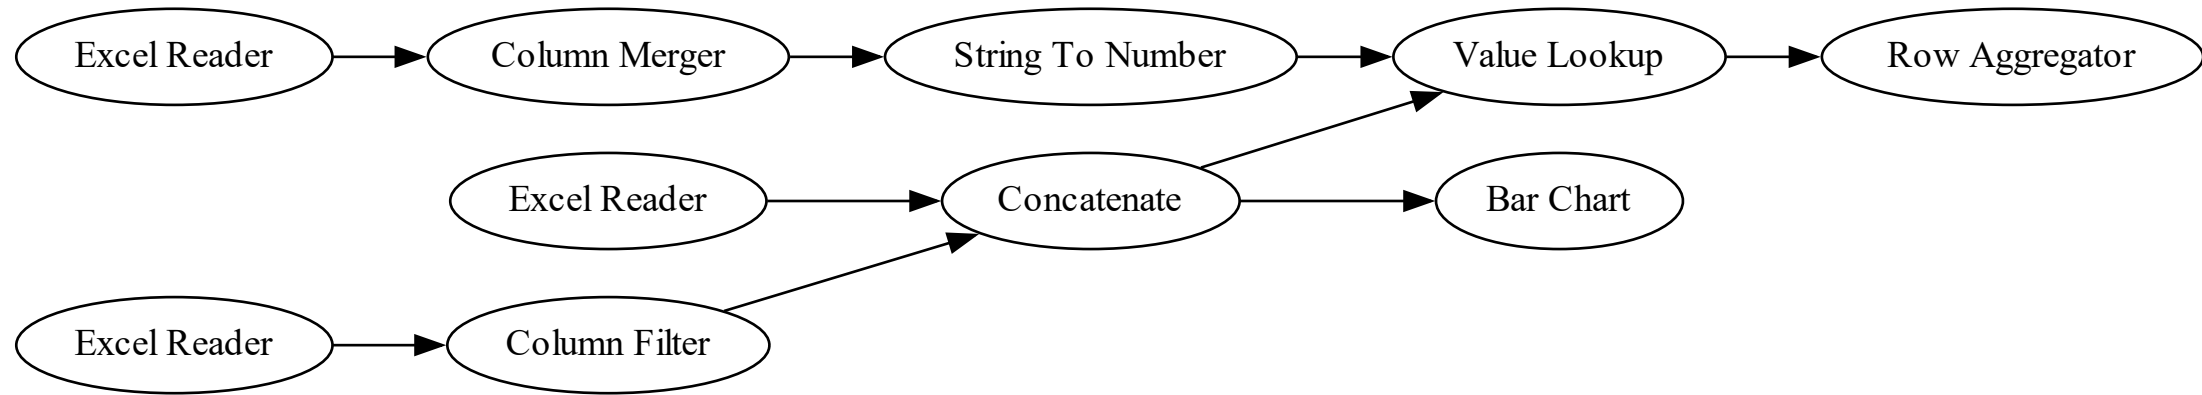 Excel Reader
Column Merger
String To Number
Value Lookup
Row Aggregator
Excel Reader
Concatenate
Bar Chart
Excel Reader
Column Filter